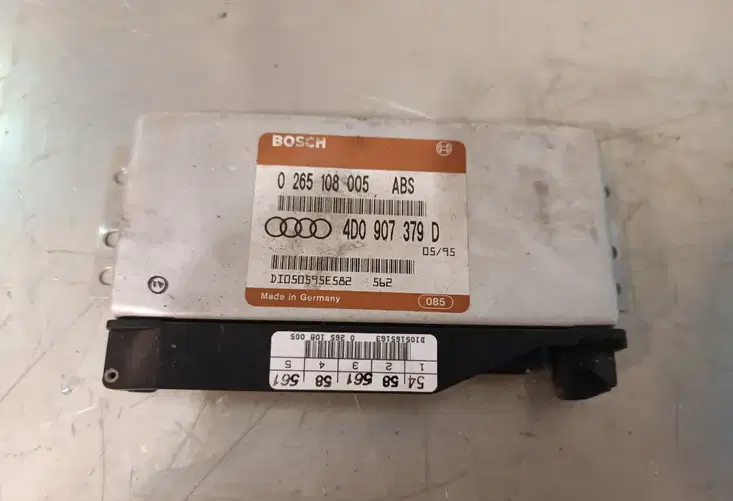 BOSCH
0 265 108 005 ABS
4D0 907 379 D
05/95
DI050595E582 562
Made in Germany 085
1 2 3 4 5
54 58 561 58 561
0 265 108 005